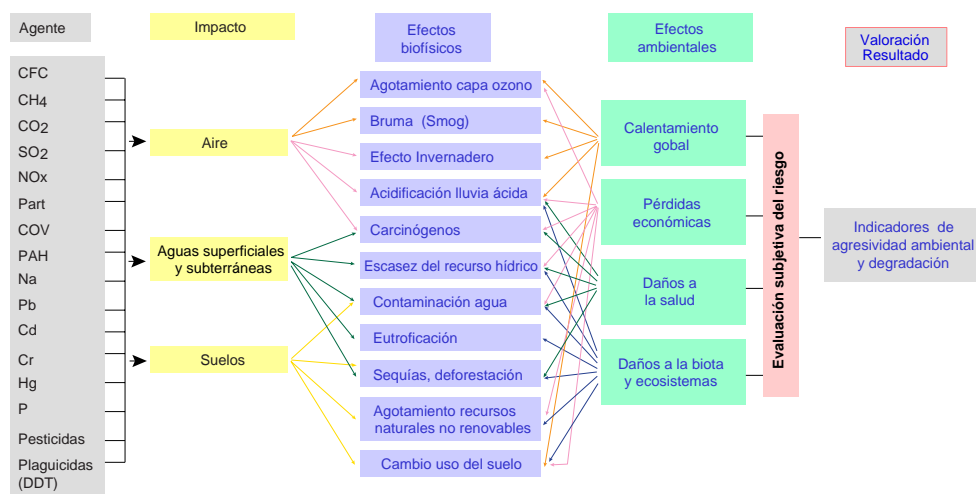 Agente
Impacto
Efectos
biofísicos
Efectos
ambientales
Valoración
Resultado
CFC
CH4
CO2
SO2
NOx
Part
COV
PAH
Na
Pb
Cd
Cr
Hg
P
Pesticidas
Plaguicidas
(DDT)
Aire
Aguas superficiales
y subterráneas
Suelos
Agotamiento capa ozono
Bruma (Smog)
Efecto Invernadero
Acidificación lluvia ácida
Carcinógenos
Escasez del recurso hídrico
Contaminación agua
Eutroficación
Sequías, deforestación
Agotamiento recursos
naturales no renovables
Cambio uso del suelo
Calentamiento
gobal
Pérdidas
económicas
Daños a
la salud
Daños a la biota
y ecosistemas
Evaluación subjetiva del riesgo
Indicadores de
agresividad ambiental
y degradación